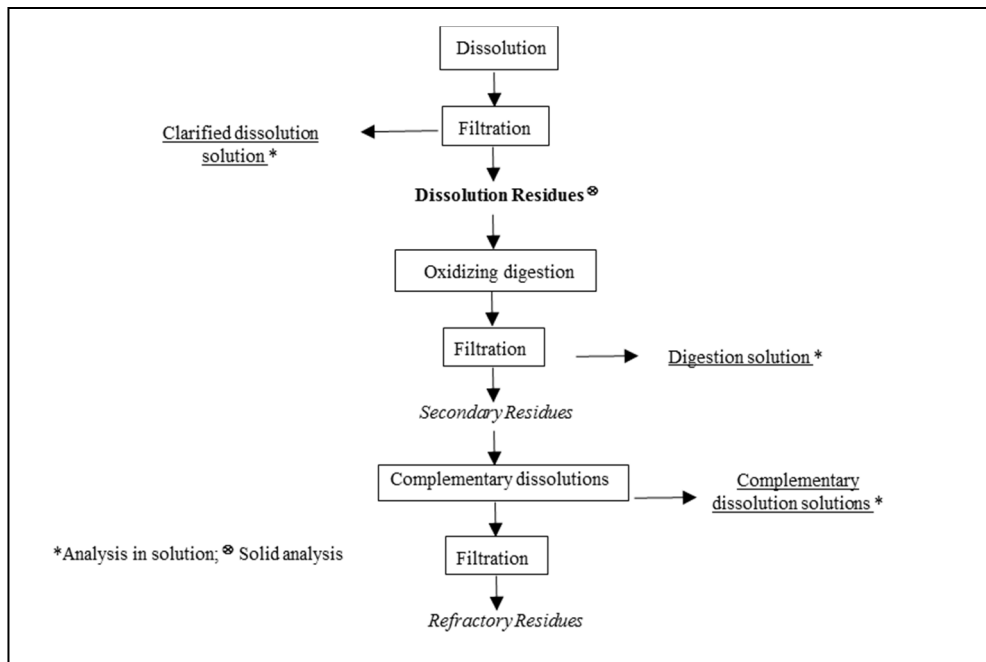 Dissolution
Filtration
Clarified dissolution
solution *
Dissolution Residues ⊗
Oxidizing digestion
Filtration
Digestion solution *
Secondary Residues
Complementary dissolutions
Complementary
dissolution solutions *
*Analysis in solution; ⊗ Solid analysis
Filtration
Refractory Residues